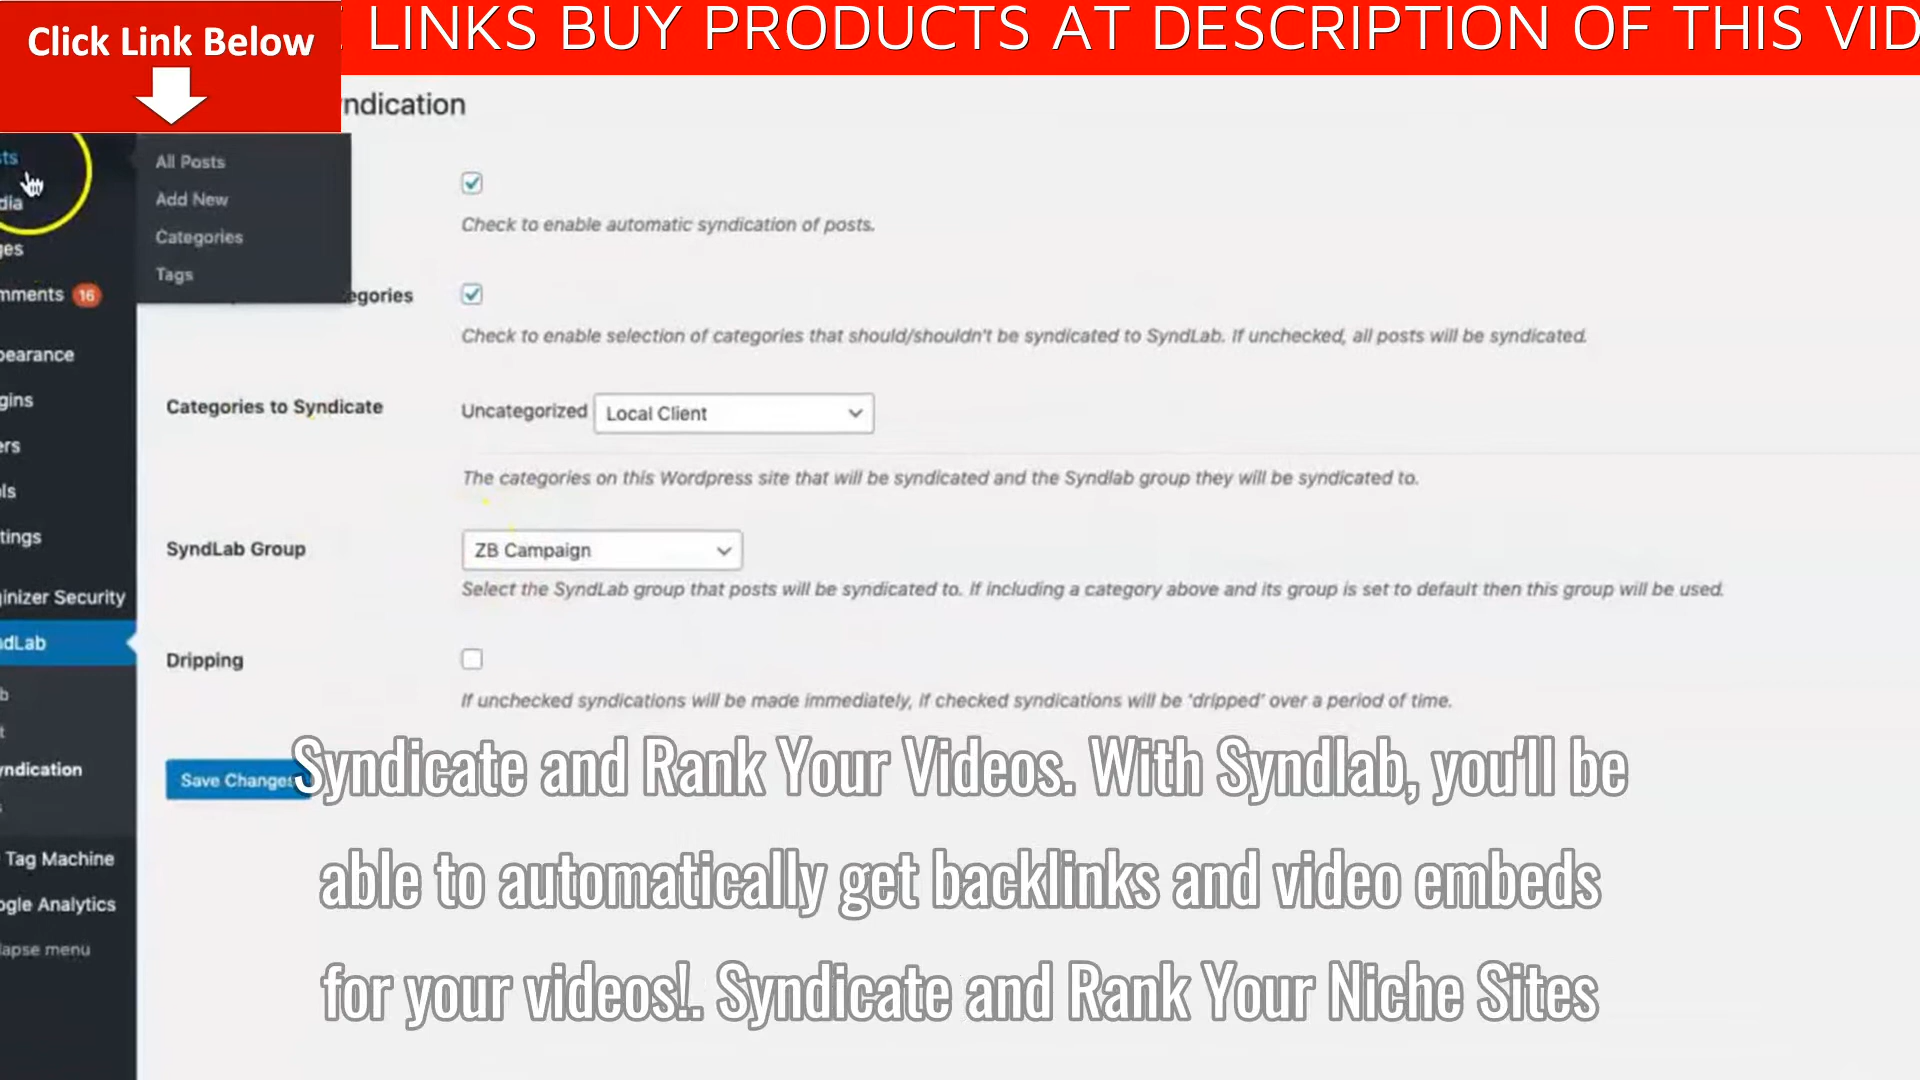 LINKS BUY PRODUCTS AT DESCRIPTION OF THIS VID
Click Link Below
ndication
All Posts
Add New
Categories
Tags
ts
dia
ges
mments 16
pearance
gins
ers
ls
tings
ginizer Security
ndLab
b
t
yndication
s
Tag Machine
ogle Analytics
lapse menu
Check to enable automatic syndication of posts.
egories
Check to enable selection of categories that should/shouldn't be syndicated to SyndLab. If unchecked, all posts will be syndicated.
Categories to Syndicate
Uncategorized Local Client
The categories on this Wordpress site that will be syndicated and the Syndlab group they will be syndicated to.
SyndLab Group
ZB Campaign
Select the SyndLab group that posts will be syndicated to. If including a category above and its group is set to default then this group will be used.
Dripping
If unchecked syndications will be made immediately, if checked syndications will be 'dripped' over a period of time.
Save Changes
Syndicate and Rank Your Videos. With Syndlab, you'll be
able to automatically get backlinks and video embeds
for your videos!. Syndicate and Rank Your Niche Sites